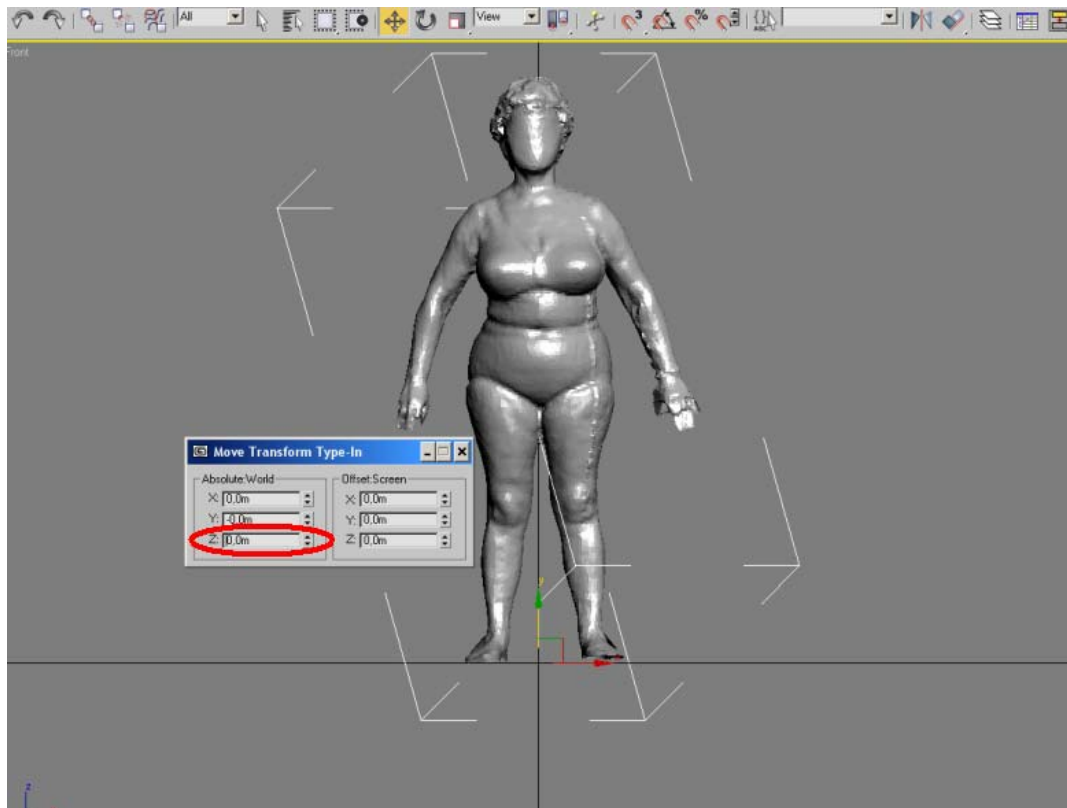 All
View
ABC
Front
Move Transform Type-In
Absolute:World
Offset:Screen
X: 0,0m
X: 0,0m
Y: -0,0m
Y: 0,0m
Z: 0,0m
Z: 0,0m
y
z